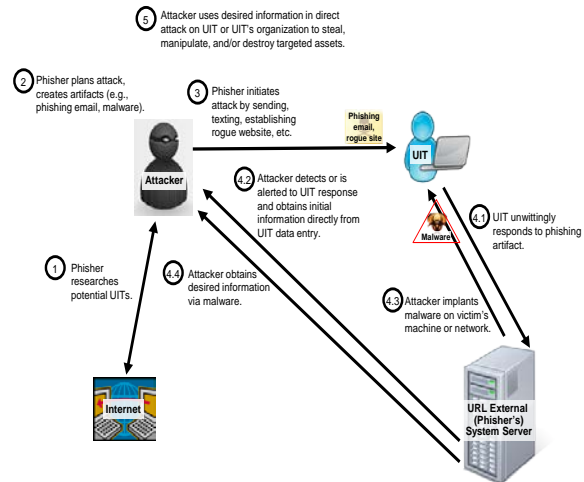 5 Attacker uses desired information in direct
attack on UIT or UIT's organization to steal,
manipulate, and/or destroy targeted assets.
2 Phisher plans attack,
creates artifacts (e.g.,
phishing email, malware).
3 Phisher initiates
attack by sending,
texting, establishing
rogue website, etc.
Phishing
email,
rogue site
UIT
Attacker
4.2 Attacker detects or is
alerted to UIT response
and obtains initial
information directly from
UIT data entry.
Malware
4.1 UIT unwittingly
responds to phishing
artifact.
1 Phisher
researches
potential UITs.
4.4 Attacker obtains
desired information
via malware.
4.3 Attacker implants
malware on victim's
machine or network.
Internet
URL External
(Phisher's)
System Server